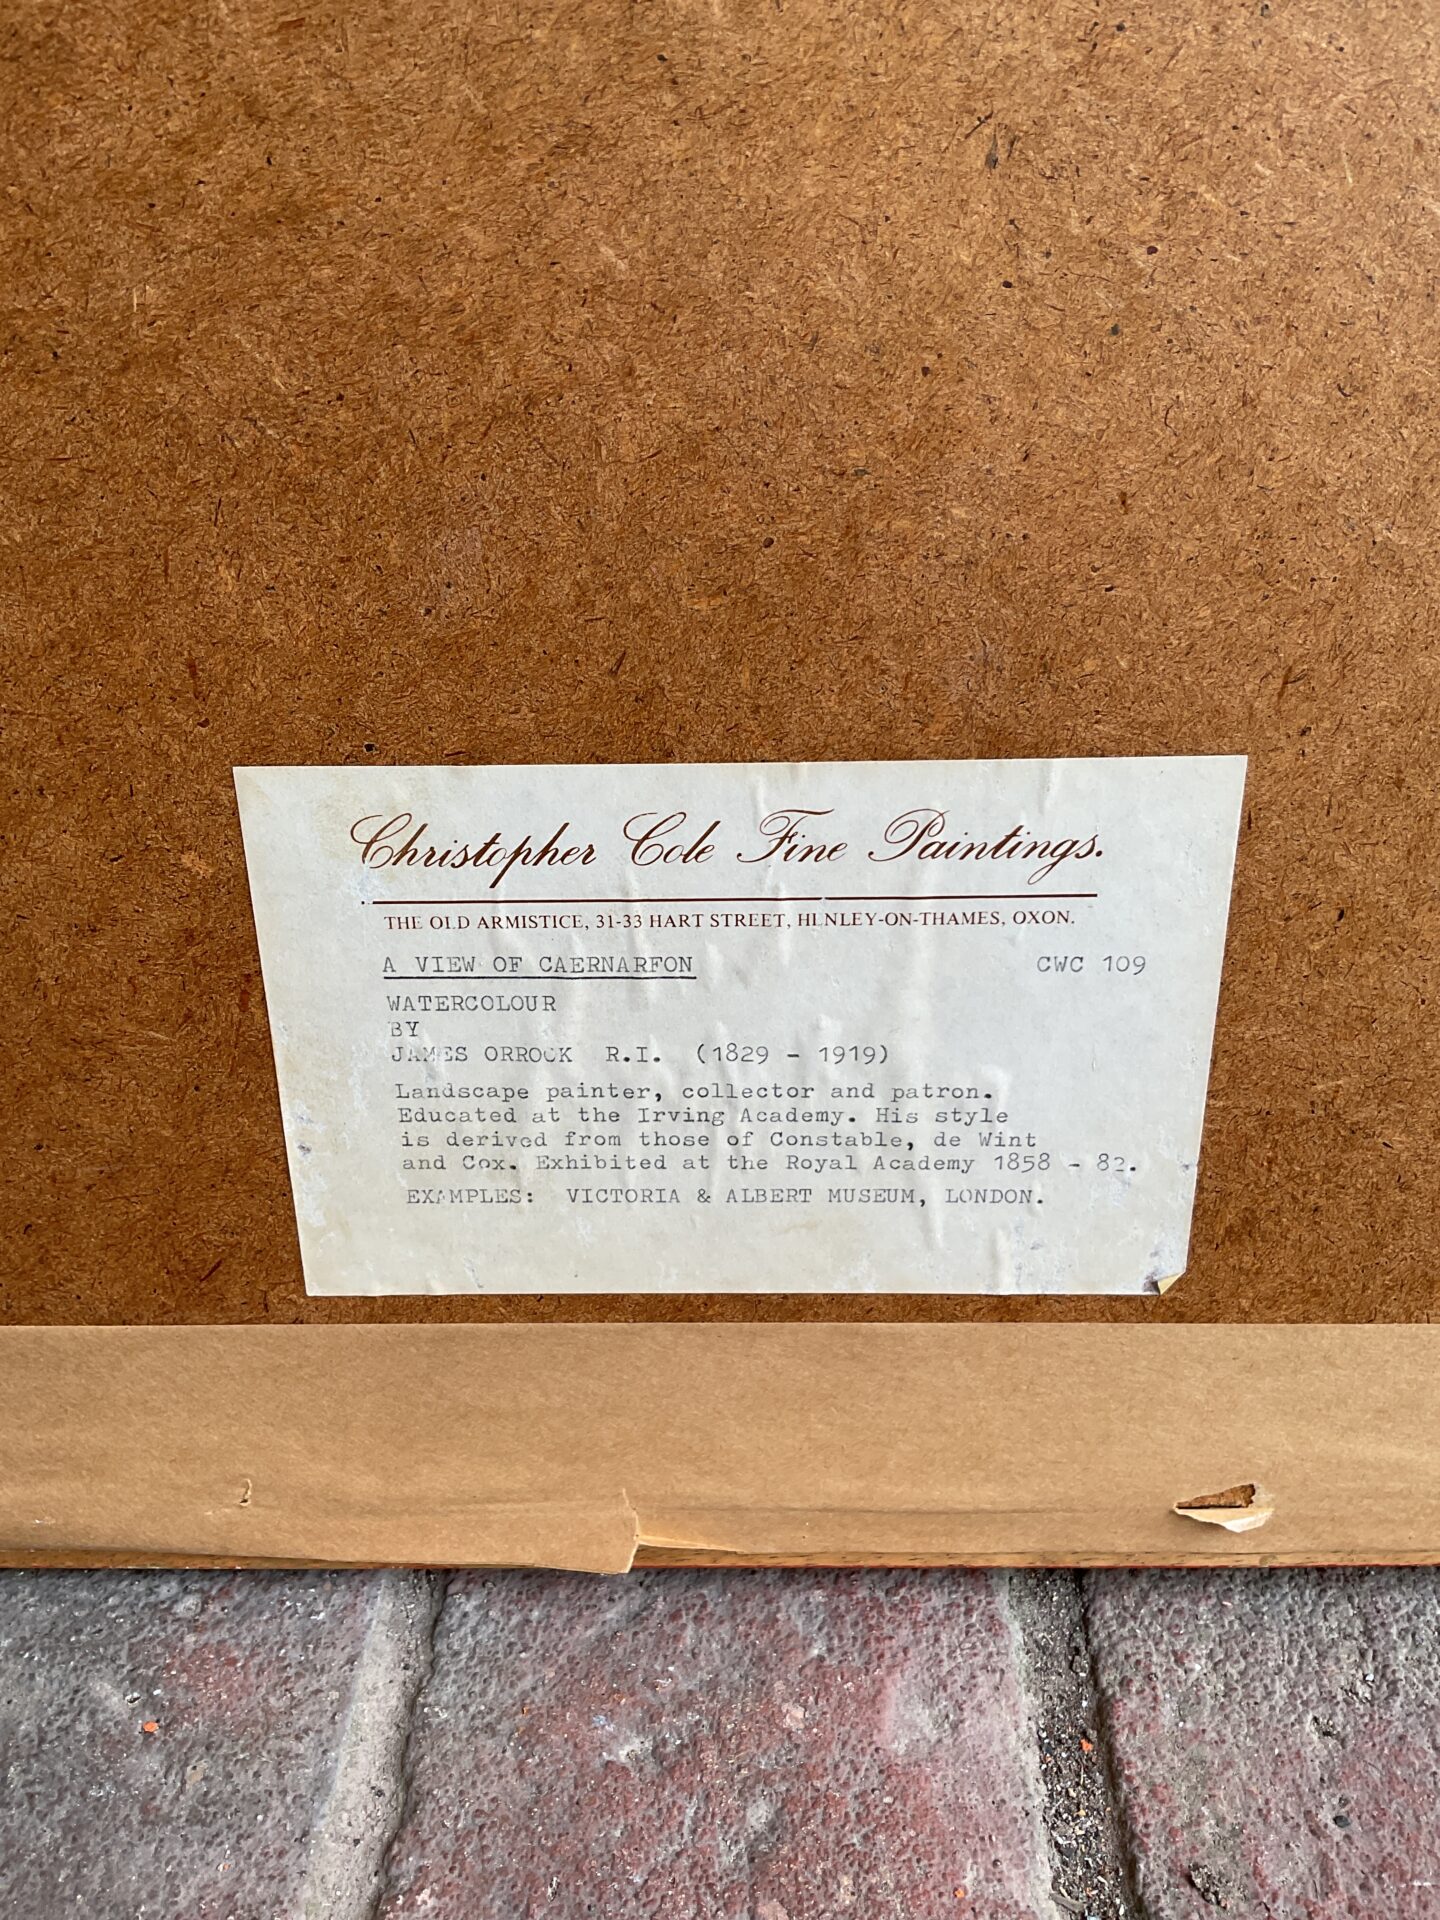 Christopher Cole Fine Paintings.
THE OLD ARMISTICE, 31-33 HART STREET, HENLEY-ON-THAMES, OXON.
A VIEW OF CAERNARFON CWC 109
WATERCOLOUR
BY
JAMES ORROCK R.I. (1829 - 1919)
Landscape painter, collector and patron.
Educated at the Irving Academy. His style
is derived from those of Constable, de Wint
and Cox. Exhibited at the Royal Academy 1858 - 82.
EXAMPLES: VICTORIA & ALBERT MUSEUM, LONDON.